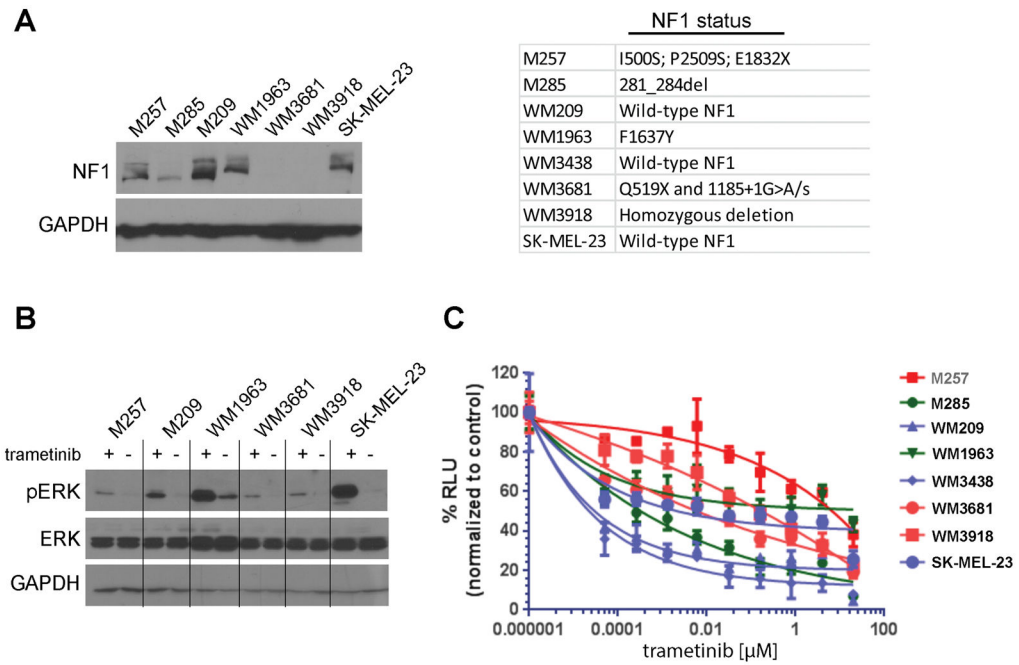 A
M257 M285 M209 WM1963 WM3681 WM3918 SK-MEL-23
NF1
GAPDH
NF1 status
M257 I500S; P2509S; E1832X
M285 281_284del
WM209 Wild-type NF1
WM1963 F1637Y
WM3438 Wild-type NF1
WM3681 Q519X and 1185+1G>A/s
WM3918 Homozygous deletion
SK-MEL-23 Wild-type NF1
B
M257 M209 WM1963 WM3681 WM3918 SK-MEL-23
trametinib + - + - + - + - + - + -
pERK
ERK
GAPDH
C
% RLU
(normalized to control)
120
100
80
60
40
20
0
0.000001 0.0001 0.01 1 100
trametinib [µM]
M257
M285
WM209
WM1963
WM3438
WM3681
WM3918
SK-MEL-23